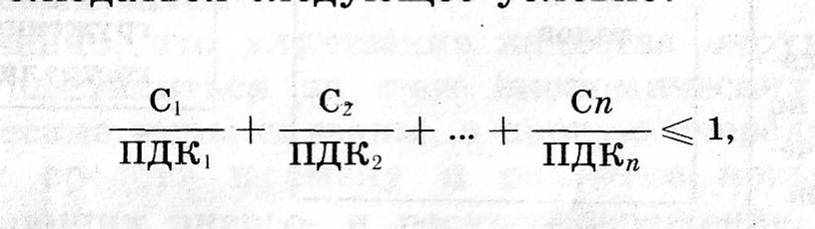 C₁/ПДК₁ + C₂/ПДК₂ + ... + Cn/ПДКₙ ⩽ 1,